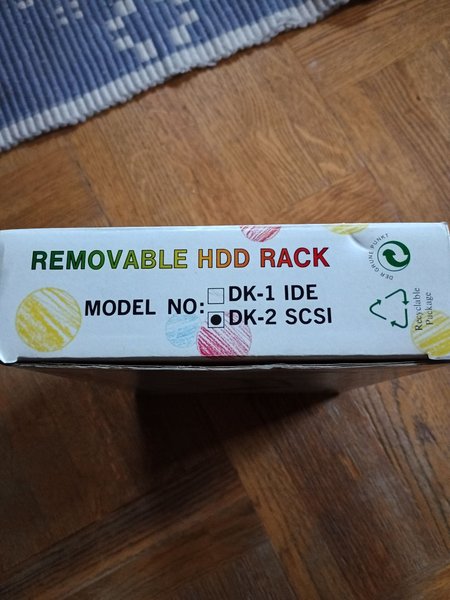 REMOVABLE HDD RACK
MODEL NO:
DK-1 IDE
DK-2 SCSI
DER GRÜNE PUNKT
Recyclable
Package